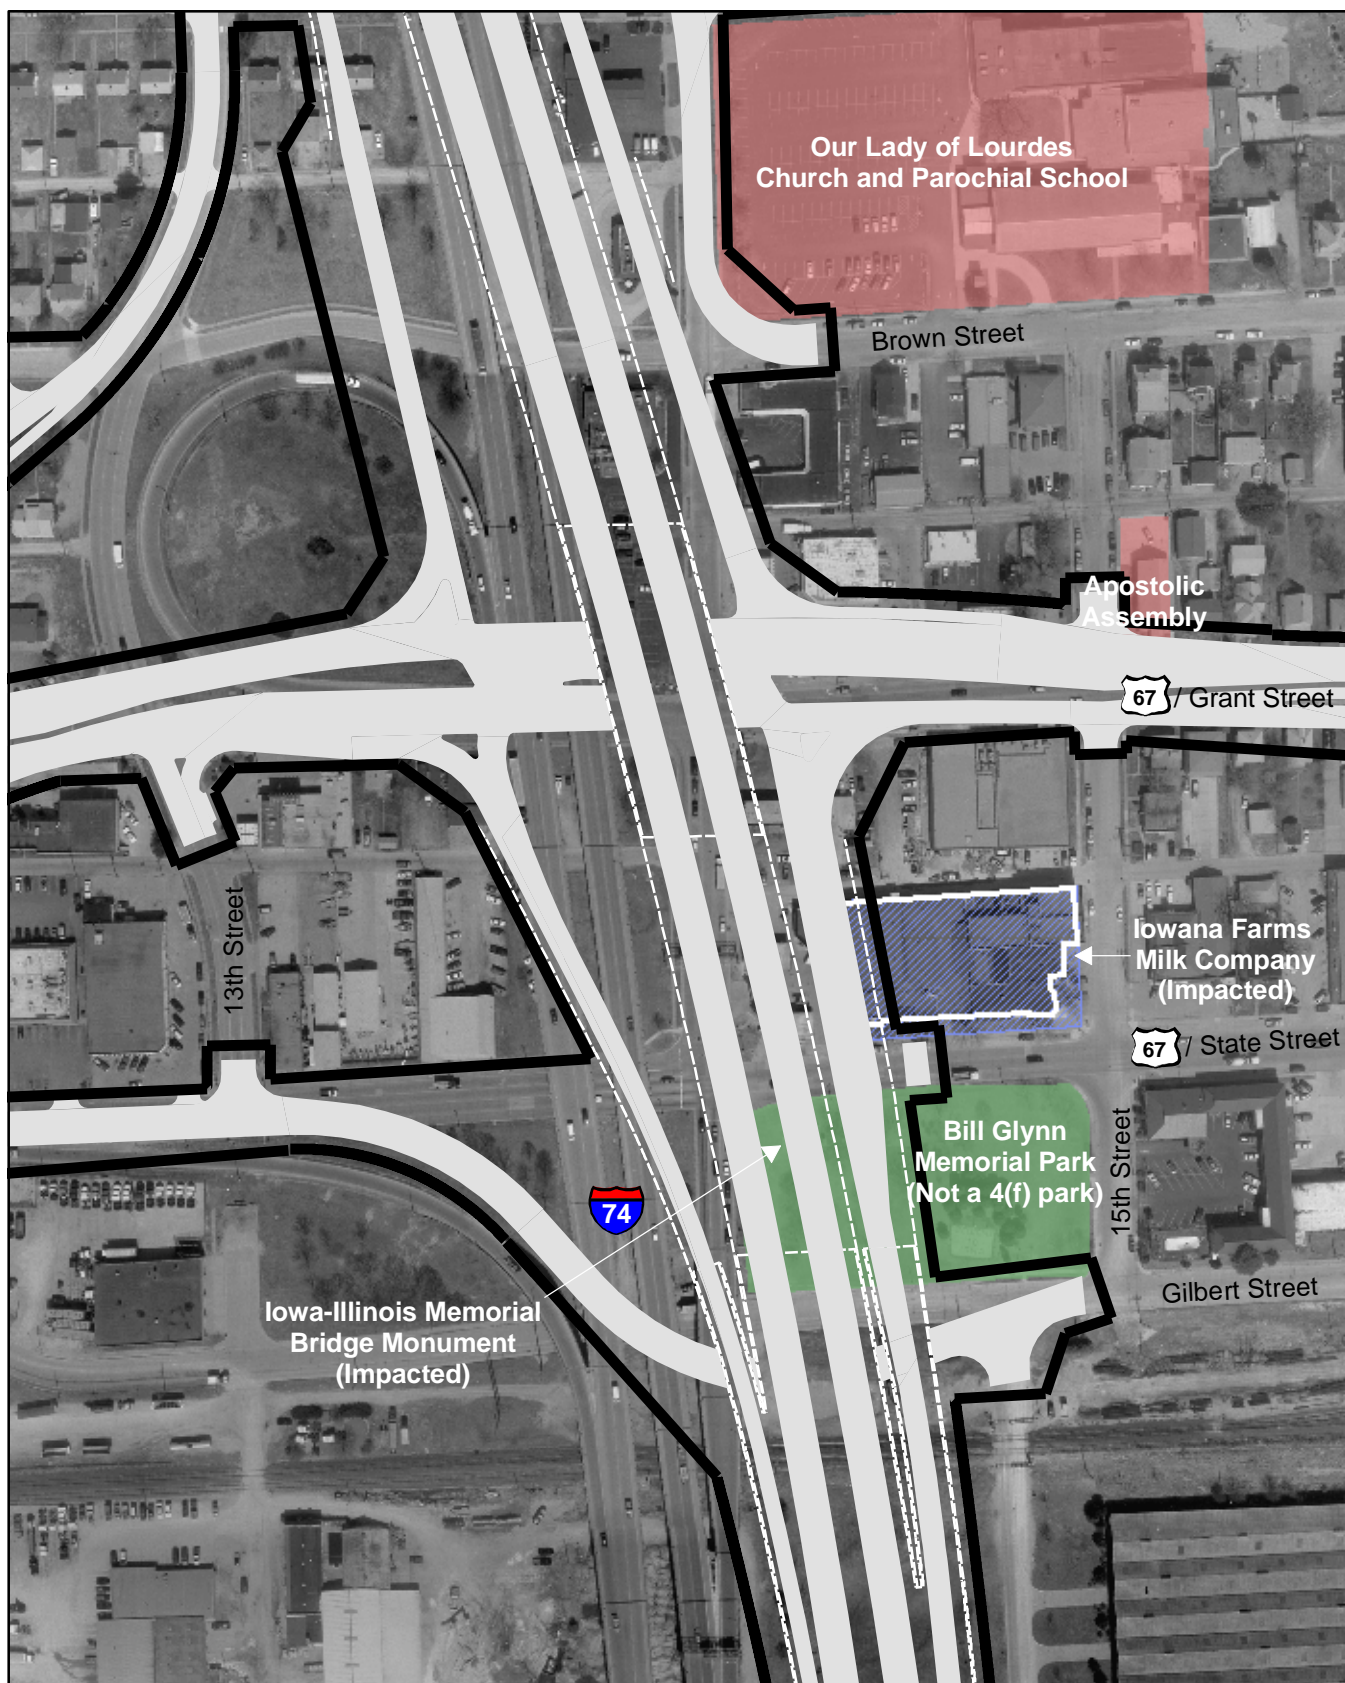 Our Lady of Lourdes
Church and Parochial School
Brown Street
Apostolic
Assembly
67 / Grant Street
13th Street
Iowana Farms
Milk Company
(Impacted)
67 / State Street
Bill Glynn
Memorial Park
(Not a 4(f) park)
15th Street
74
Gilbert Street
Iowa-Illinois Memorial
Bridge Monument
(Impacted)